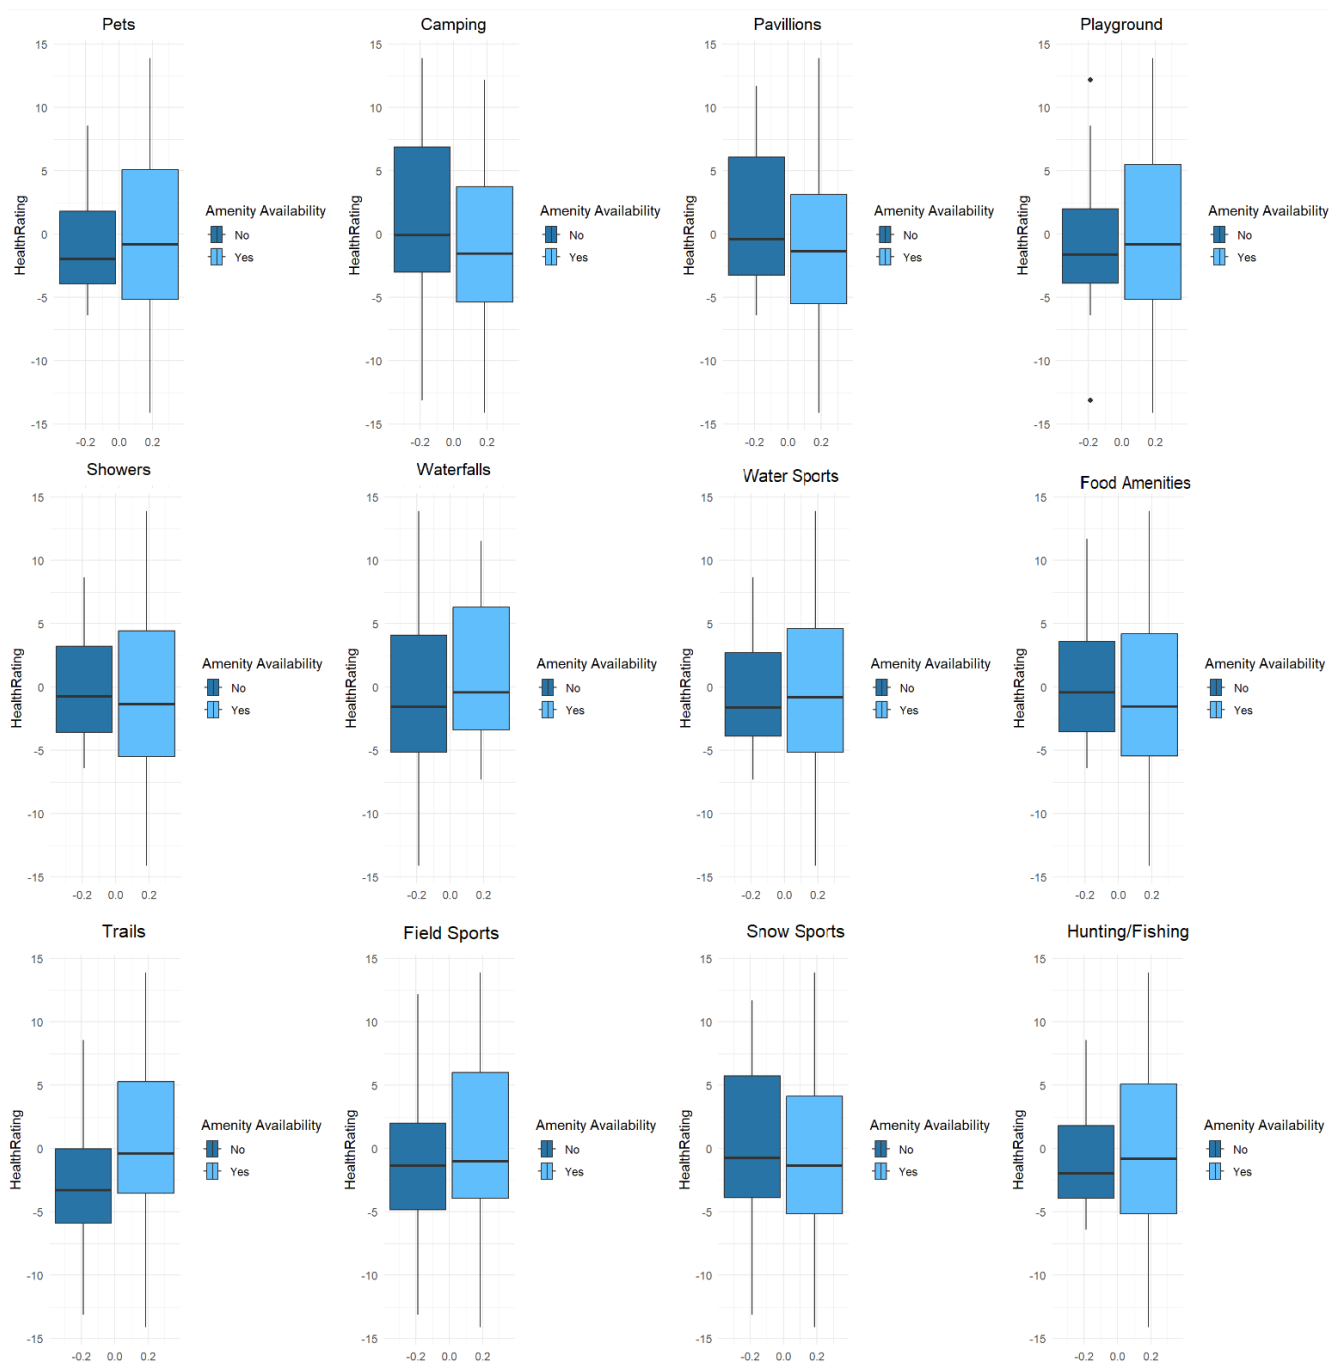 Pets
Camping
Pavillions
Playground
15
10
5
0
-5
-10
-15
HealthRating
-0.2 0.0 0.2
Amenity Availability
No
Yes
15
10
5
0
-5
-10
-15
HealthRating
-0.2 0.0 0.2
Amenity Availability
No
Yes
15
10
5
0
-5
-10
-15
HealthRating
-0.2 0.0 0.2
Amenity Availability
No
Yes
15
10
5
0
-5
-10
-15
HealthRating
-0.2 0.0 0.2
Amenity Availability
No
Yes
Showers
Waterfalls
Water Sports
Food Amenities
15
10
5
0
-5
-10
-15
HealthRating
-0.2 0.0 0.2
Amenity Availability
No
Yes
15
10
5
0
-5
-10
-15
HealthRating
-0.2 0.0 0.2
Amenity Availability
No
Yes
15
10
5
0
-5
-10
-15
HealthRating
-0.2 0.0 0.2
Amenity Availability
No
Yes
15
10
5
0
-5
-10
-15
HealthRating
-0.2 0.0 0.2
Amenity Availability
No
Yes
Trails
Field Sports
Snow Sports
Hunting/Fishing
15
10
5
0
-5
-10
-15
HealthRating
-0.2 0.0 0.2
Amenity Availability
No
Yes
15
10
5
0
-5
-10
-15
HealthRating
-0.2 0.0 0.2
Amenity Availability
No
Yes
15
10
5
0
-5
-10
-15
HealthRating
-0.2 0.0 0.2
Amenity Availability
No
Yes
15
10
5
0
-5
-10
-15
HealthRating
-0.2 0.0 0.2
Amenity Availability
No
Yes